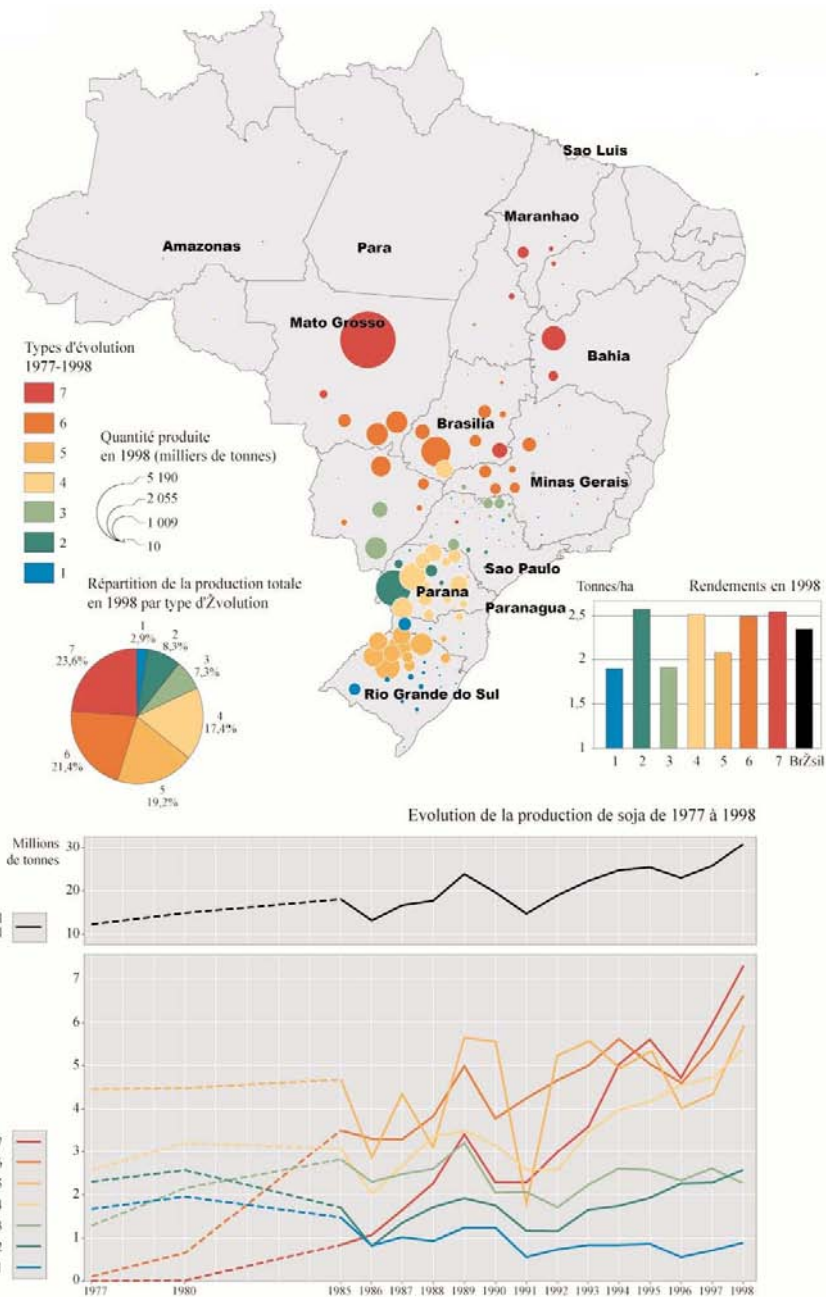 Sao Luis
Maranhao
Amazonas
Para
Mato Grosso
Bahia
Types d'évolution
1977-1998
7
6
5
4
3
2
1
Quantité produite
en 1998 (milliers de tonnes)
5 190
2 055
1 009
10
Brasilia
Minas Gerais
Sao Paulo
Parana
Paranagua
Rio Grande do Sul
Répartition de la production totale
en 1998 par type d'Žvolution
1
2,9%
2
8,3%
3
7,3%
4
17,4%
5
19,2%
6
21,4%
7
23,6%
Tonnes/ha Rendements en 1998
2,5
2
1,5
1
1 2 3 4 5 6 7 BrŽsil
Evolution de la production de soja de 1977 à 1998
Millions
de tonnes
30
20
10
7
6
5
4
3
2
1
0
1977 1980 1985 1986 1987 1988 1989 1990 1991 1992 1993 1994 1995 1996 1997 1998